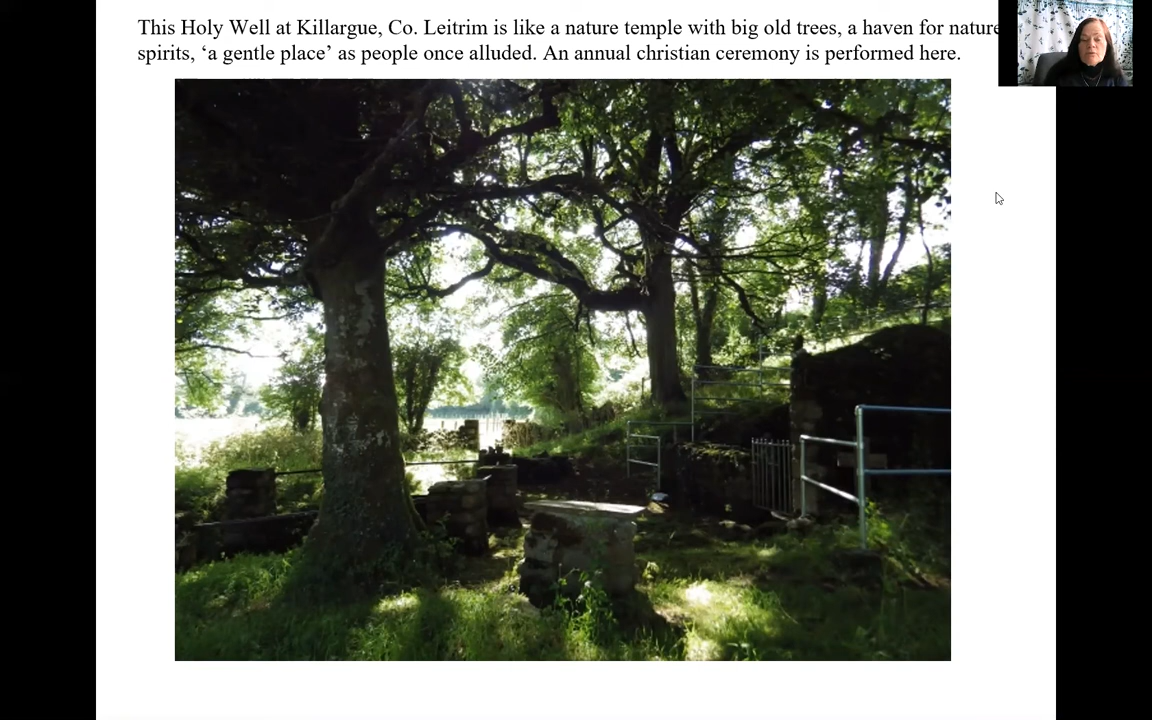 This Holy Well at Killargue, Co. Leitrim is like a nature temple with big old trees, a haven for nature
spirits, ‘a gentle place’ as people once alluded. An annual christian ceremony is performed here.